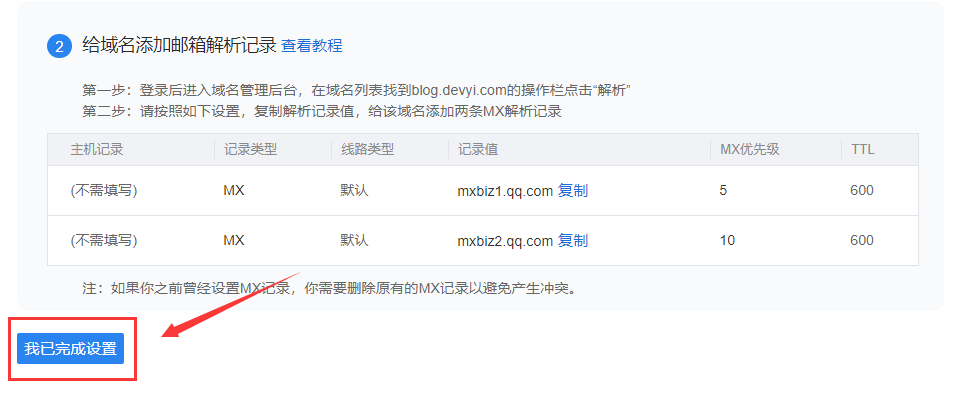 2 给域名添加邮箱解析记录 查看教程
第一步：登录后进入域名管理后台，在域名列表找到blog.devyi.com的操作栏点击“解析”
第二步：请按照如下设置，复制解析记录值，给该域名添加两条MX解析记录
主机记录 记录类型 线路类型 记录值 MX优先级 TTL
(不需填写) MX 默认 mxbiz1.qq.com 复制 5 600
(不需填写) MX 默认 mxbiz2.qq.com 复制 10 600
注：如果你之前曾经设置MX记录，你需要删除原有的MX记录以避免产生冲突。
我已完成设置